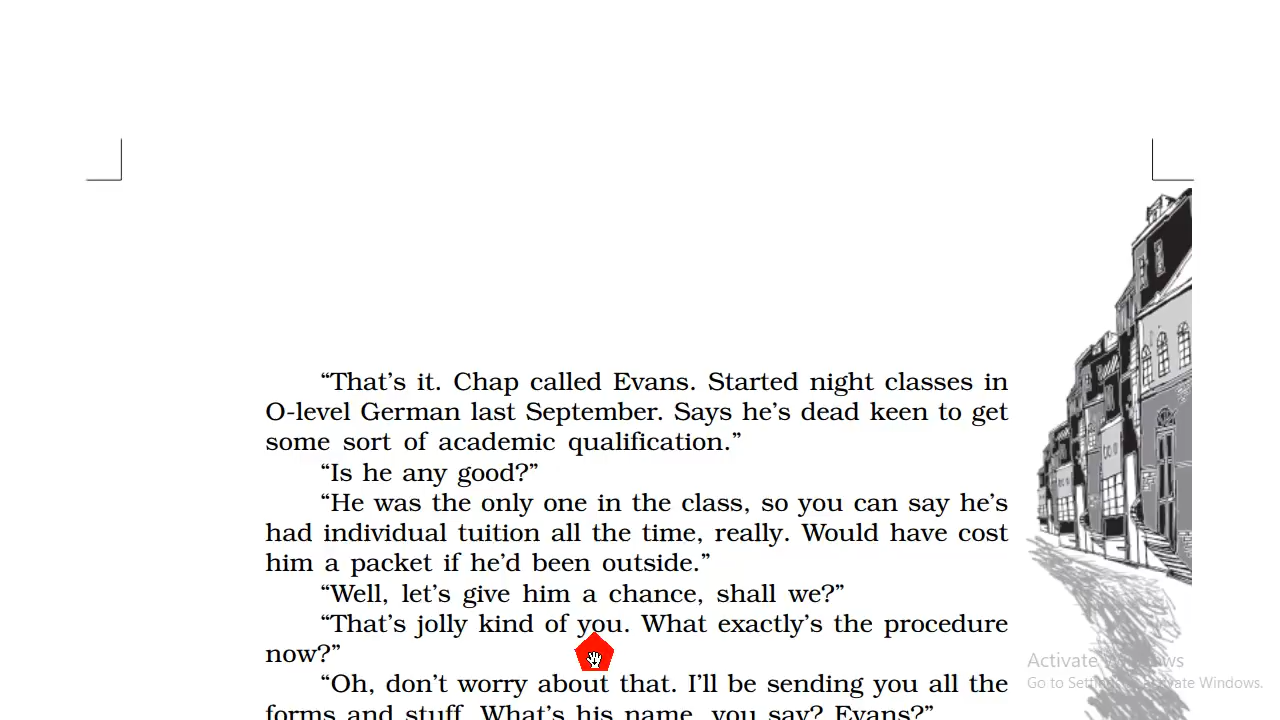 “That’s it. Chap called Evans. Started night classes in
O-level German last September. Says he’s dead keen to get
some sort of academic qualification.”
“Is he any good?”
“He was the only one in the class, so you can say he’s
had individual tuition all the time, really. Would have cost
him a packet if he’d been outside.”
“Well, let’s give him a chance, shall we?”
“That’s jolly kind of you. What exactly’s the procedure
now?”
“Oh, don’t worry about that. I’ll be sending you all the
forms and stuff. What’s his name, you say? Evans?”
Activate Windows
Go to Settings to activate Windows.